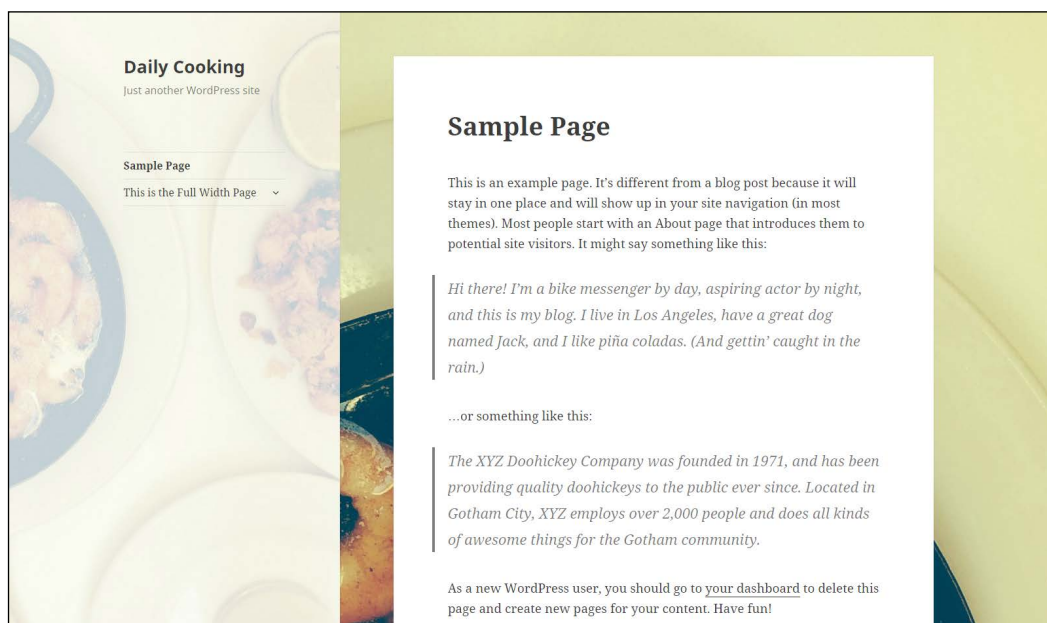 Daily Cooking
Just another WordPress site
Sample Page
This is the Full Width Page
Sample Page
This is an example page. It's different from a blog post because it will
stay in one place and will show up in your site navigation (in most
themes). Most people start with an About page that introduces them to
potential site visitors. It might say something like this:
Hi there! I'm a bike messenger by day, aspiring actor by night,
and this is my blog. I live in Los Angeles, have a great dog
named Jack, and I like piña coladas. (And gettin' caught in the
rain.)
…or something like this:
The XYZ Doohickey Company was founded in 1971, and has been
providing quality doohickeys to the public ever since. Located in
Gotham City, XYZ employs over 2,000 people and does all kinds
of awesome things for the Gotham community.
As a new WordPress user, you should go to your dashboard to delete this
page and create new pages for your content. Have fun!